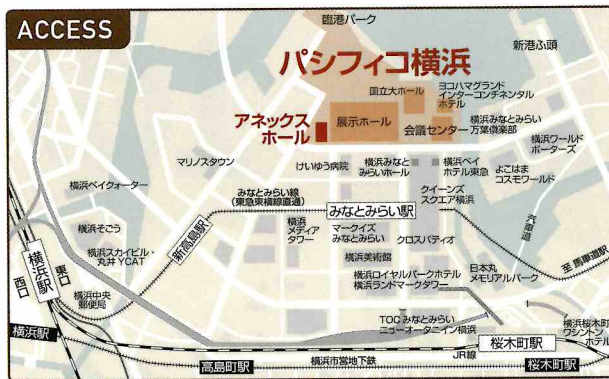 ACCESS
臨港パーク
新港ふ頭
パシフィコ横浜
国立大ホール
ヨコハマグランド
インターコンチネンタル
ホテル
アネックス
ホール
展示ホール
会議センター
横浜みなとみらい
万葉倶楽部
横浜ワールド
ポーターズ
マリノスタウン
けいゆう病院
横浜みなと
みらいホール
横浜ベイ
ホテル東急
よこはま
コスモワールド
横浜ベイクォーター
みなとみらい線
(東急東横線直通)
みなとみらい駅
クイーンズ
スクエア横浜
汽車道
横浜そごう
新高島駅
横浜
メディア
タワー
マークイズ
みなとみらい
クロスパティオ
至 馬車道駅
横浜スカイビル・
丸井 YCAT
横浜美術館
横浜駅
西口
東口
横浜ロイヤルパークホテル
横浜ランドマークタワー
日本丸
メモリアルパーク
横浜中央
郵便局
TOC みなとみらい
ニューオータニイン横浜
横浜桜木町
ワシントン
ホテル
横浜駅
高島町駅
横浜市営地下鉄
JR線
桜木町駅
桜木町駅